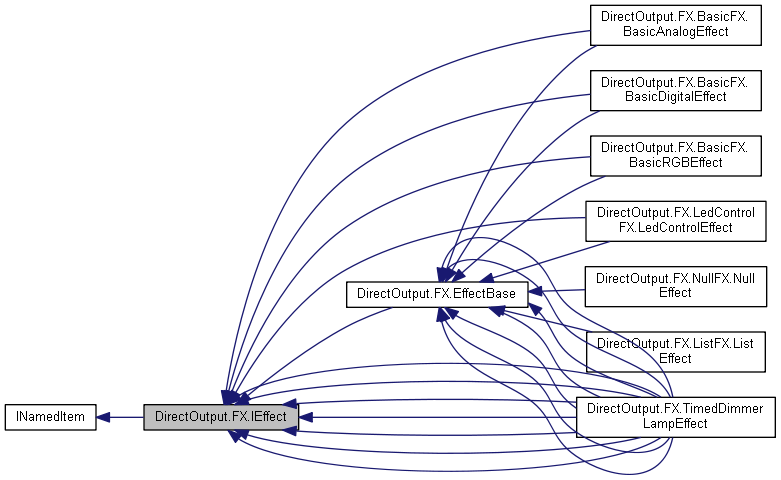 DirectOutput.FX.BasicFX.
BasicAnalogEffect
DirectOutput.FX.BasicFX.
BasicDigitalEffect
DirectOutput.FX.BasicFX.
BasicRGBEffect
DirectOutput.FX.LedControl
FX.LedControlEffect
DirectOutput.FX.EffectBase
DirectOutput.FX.NullFX.Null
Effect
DirectOutput.FX.ListFX.List
Effect
INamedItem
DirectOutput.FX.IEffect
DirectOutput.FX.TimedDimmer
LampEffect